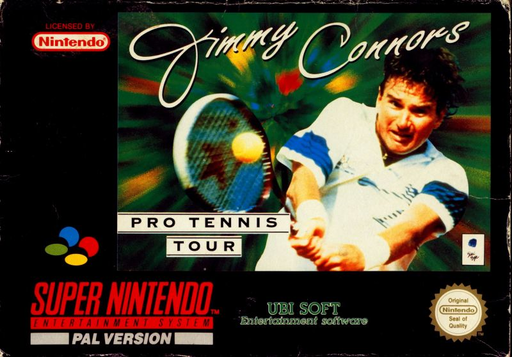 LICENSED BY
Nintendo
Jimmy Connors
PRO TENNIS
TOUR
SUPER NINTENDO
TM
ENTERTAINMENT SYSTEM
PAL VERSION
UBI SOFT
Entertainment software
Original
Nintendo
Seal of
Quality